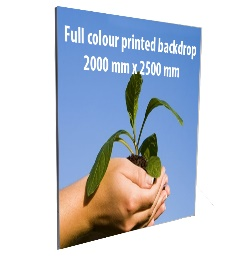 Full colour printed backdrop
2000 mm x 2500 mm